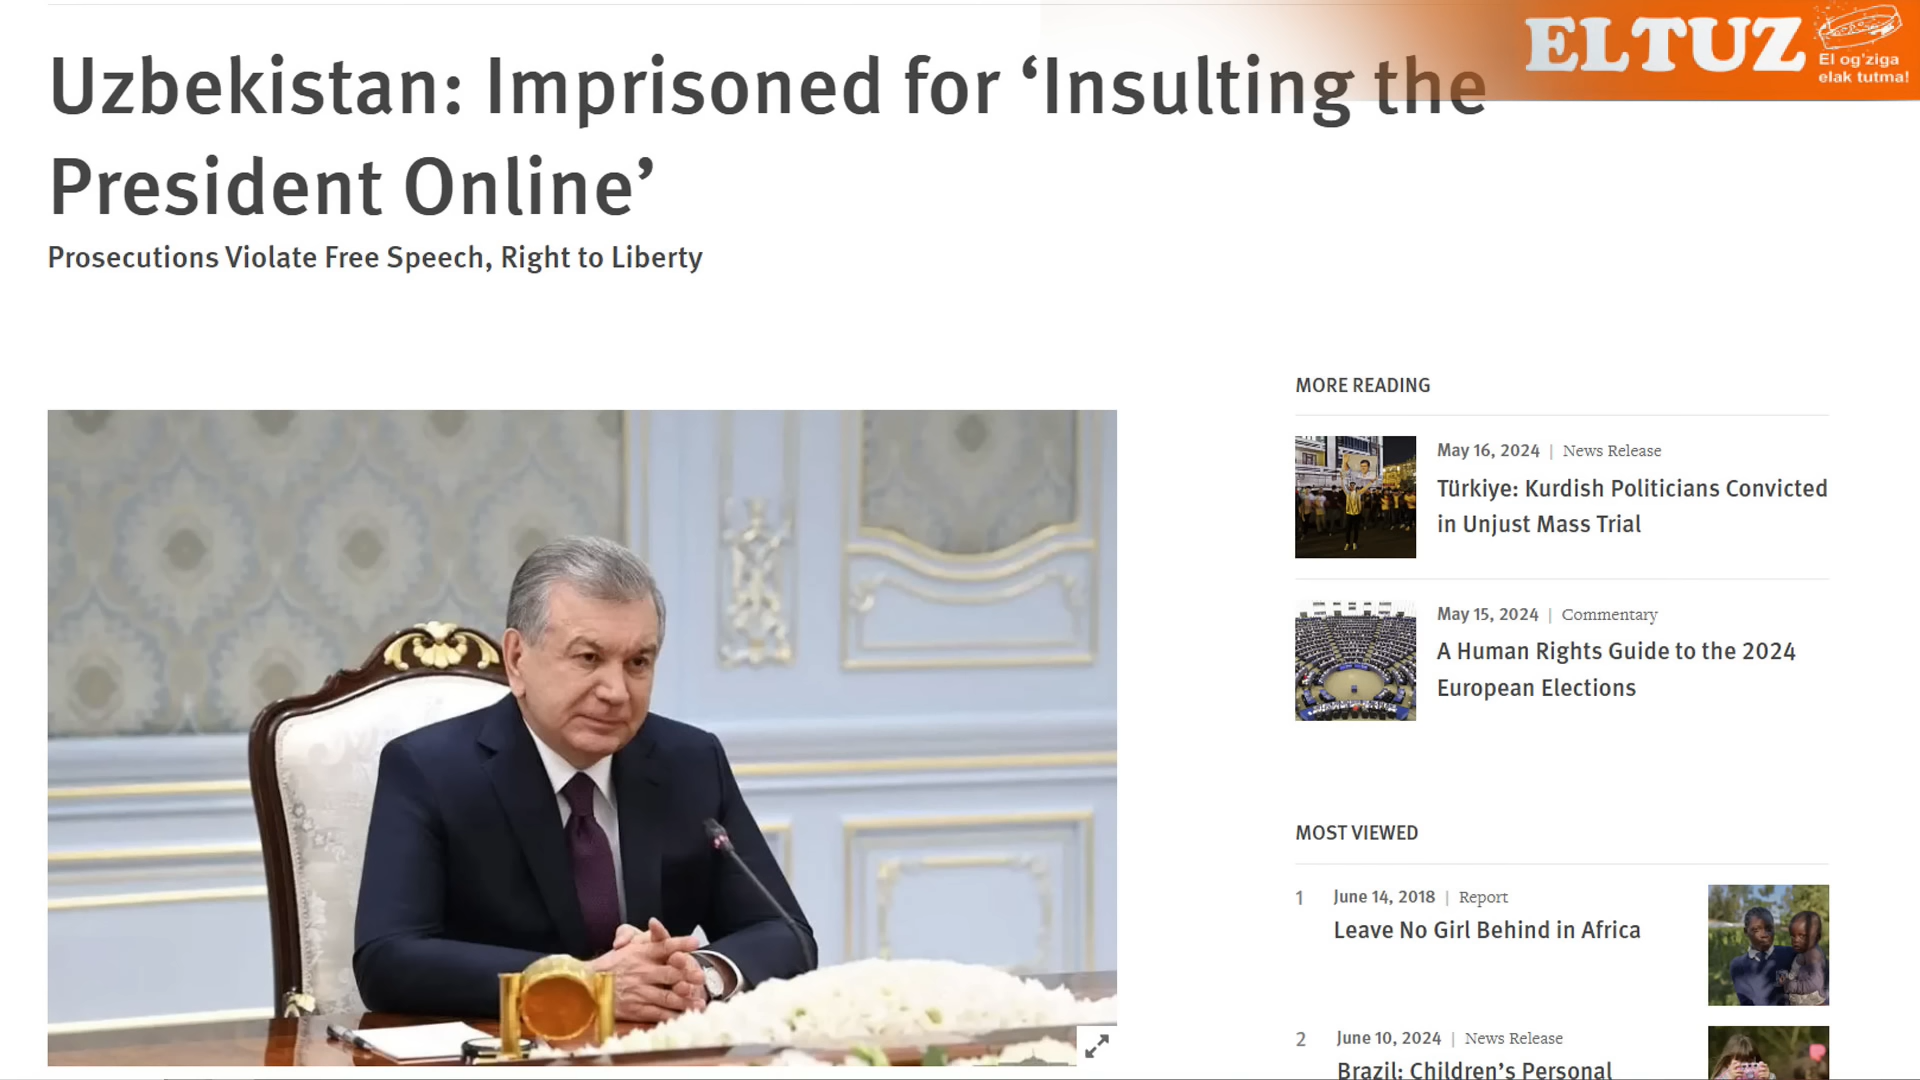 ELTUZ
El og'ziga
elak tutma!
Uzbekistan: Imprisoned for ‘Insulting the
President Online’
Prosecutions Violate Free Speech, Right to Liberty
MORE READING
May 16, 2024 | News Release
Türkiye: Kurdish Politicians Convicted
in Unjust Mass Trial
May 15, 2024 | Commentary
A Human Rights Guide to the 2024
European Elections
MOST VIEWED
1 June 14, 2018 | Report
Leave No Girl Behind in Africa
2 June 10, 2024 | News Release
Brazil: Children’s Personal